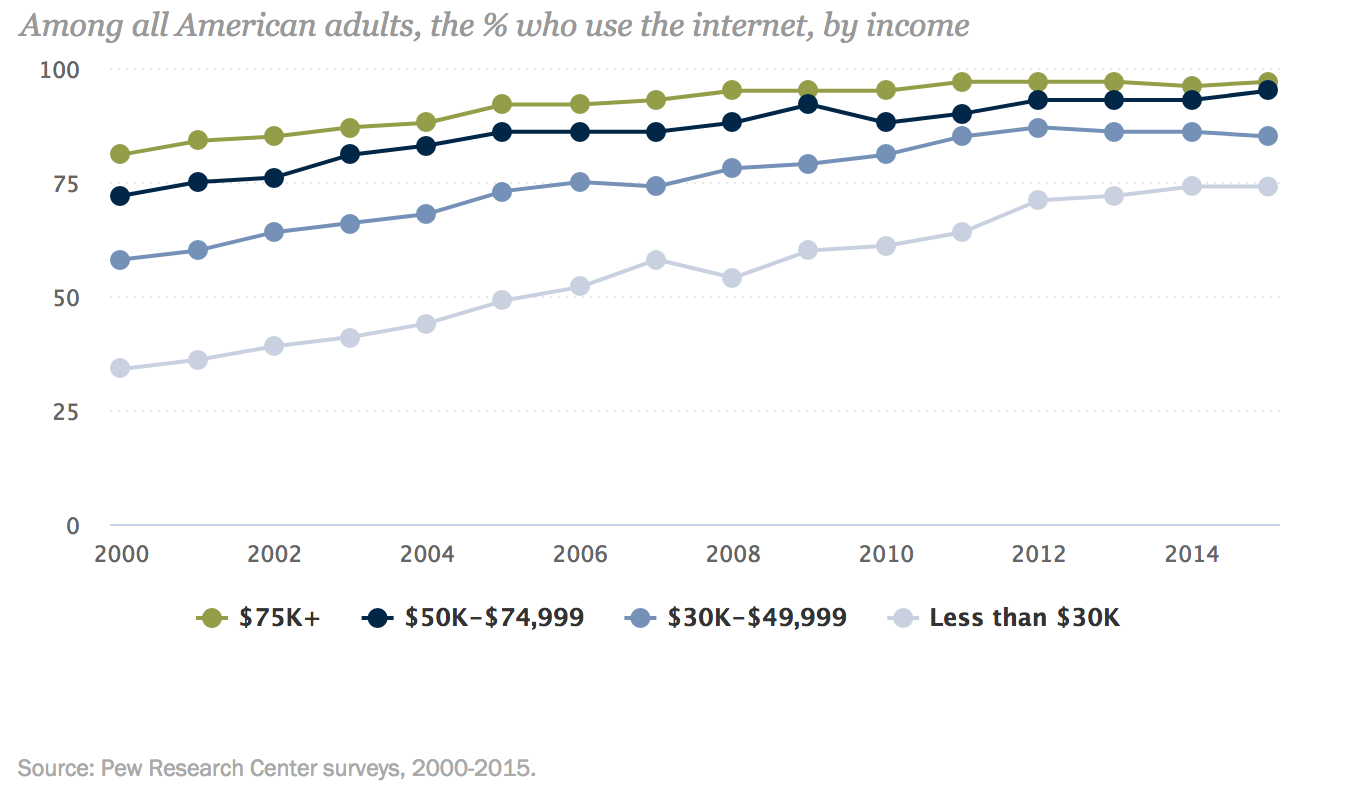 Among all American adults, the % who use the internet, by income
100
75
50
25
0
2000 2002 2004 2006 2008 2010 2012 2014
$75K+ $50K–$74,999 $30K–$49,999 Less than $30K
Source: Pew Research Center surveys, 2000-2015.